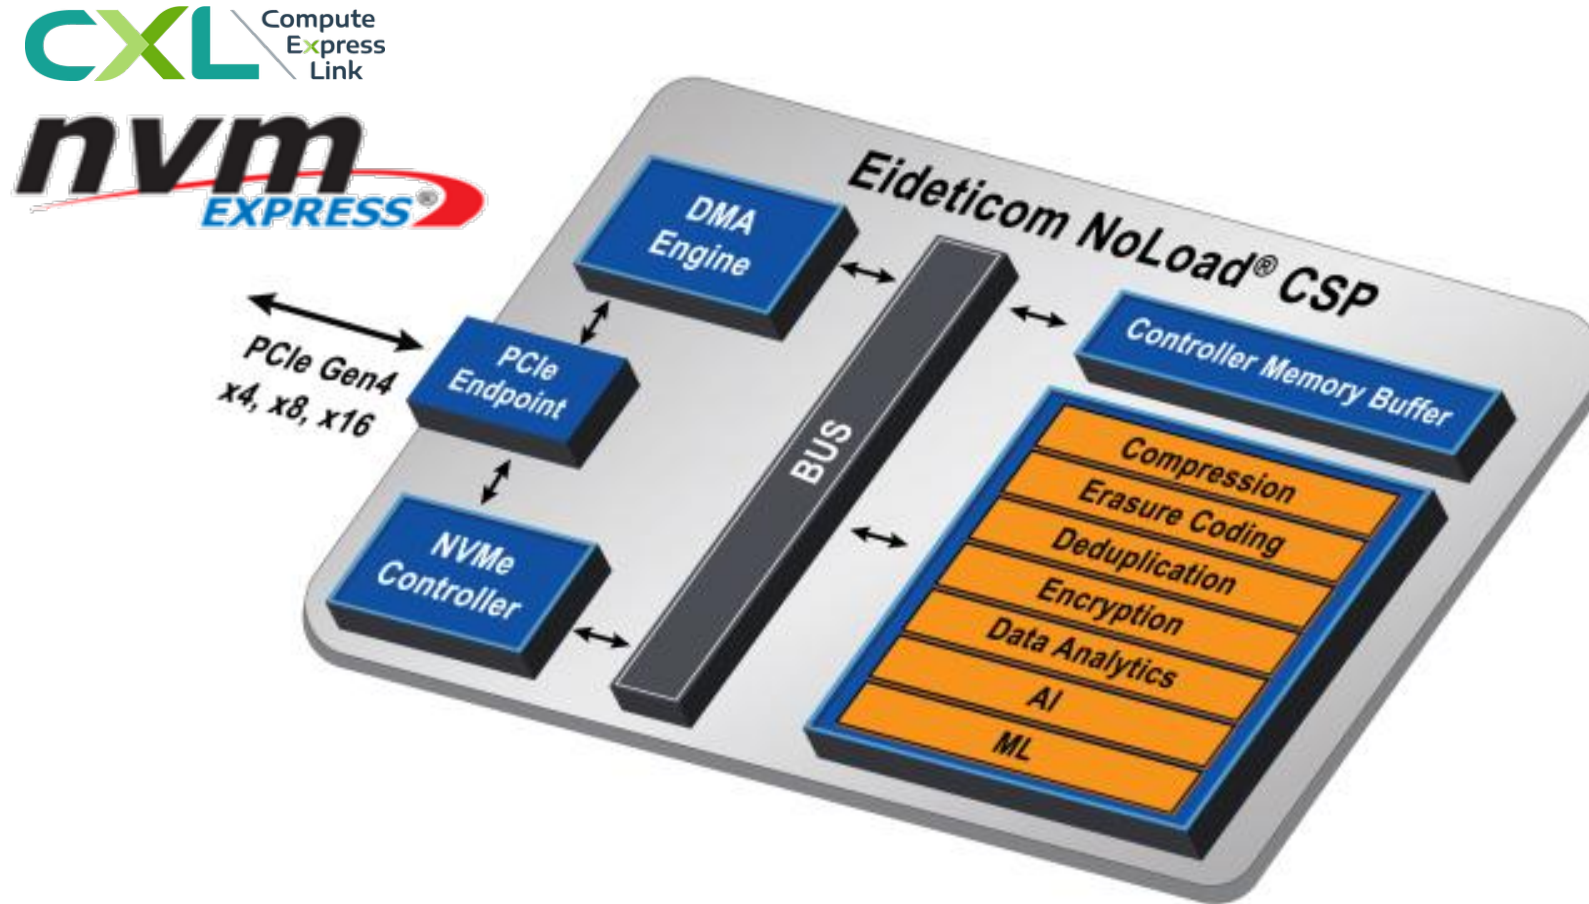 CXL
Compute
Express
Link
nvm
EXPRESS®
Eideticom NoLoad® CSP
DMA
Engine
PCIe Gen4
x4, x8, x16
PCIe
Endpoint
NVMe
Controller
BUS
Controller Memory Buffer
Compression
Erasure Coding
Deduplication
Encryption
Data Analytics
AI
ML